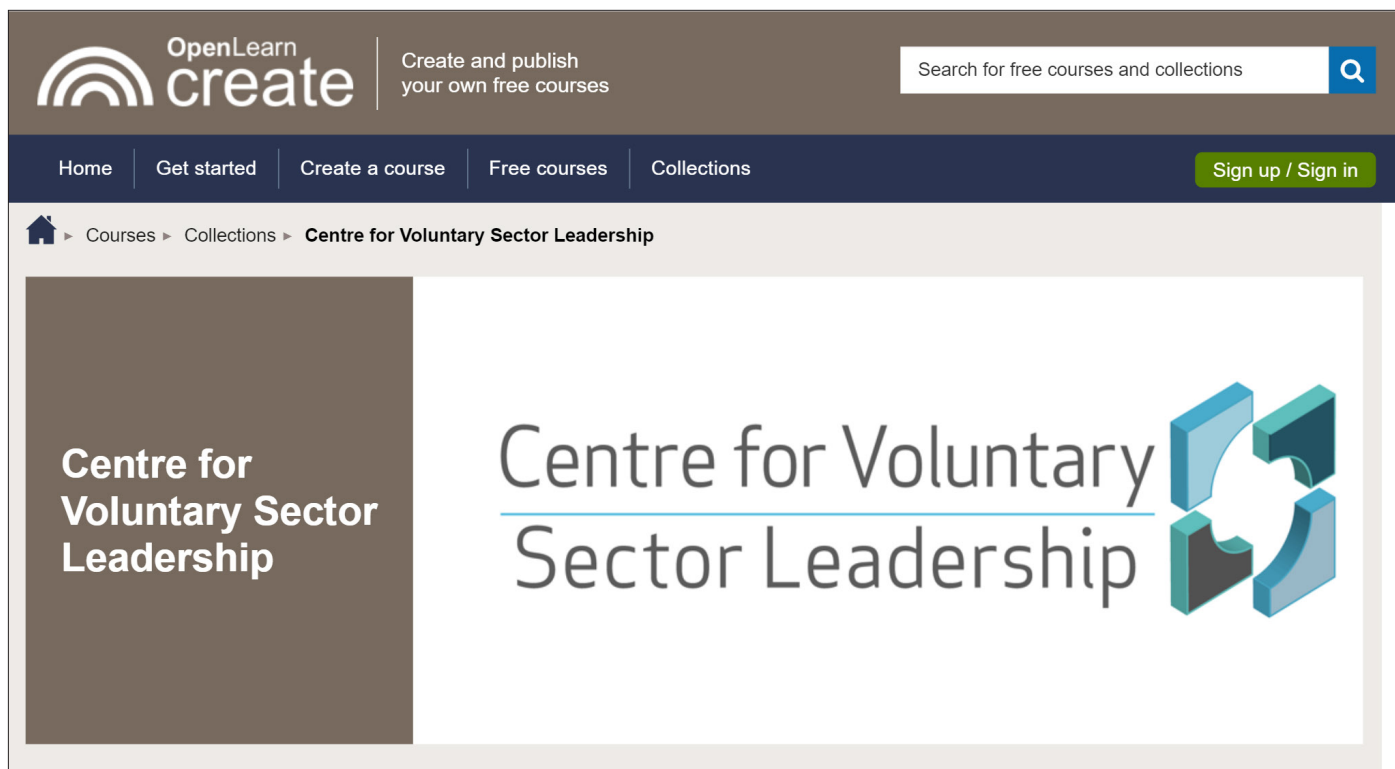 OpenLearn
create
Create and publish
your own free courses
Search for free courses and collections
Home
Get started
Create a course
Free courses
Collections
Sign up / Sign in
Courses ► Collections ► Centre for Voluntary Sector Leadership
Centre for
Voluntary Sector
Leadership
Centre for Voluntary
Sector Leadership